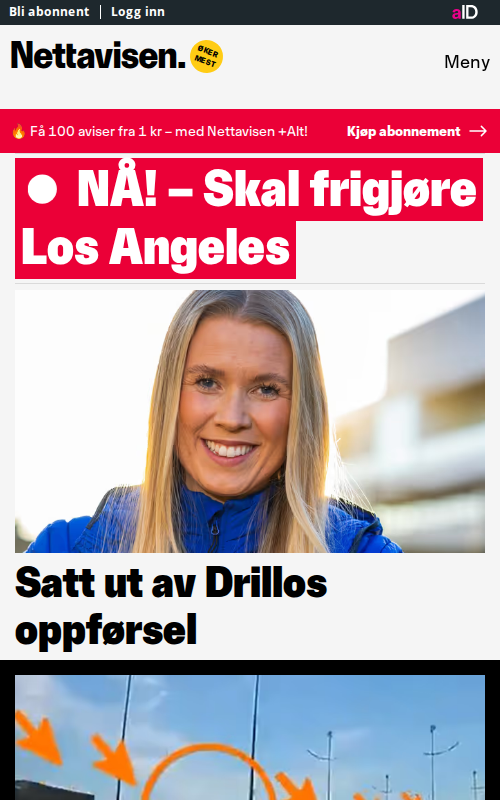 Bli abonnent
Logg inn
aID
Nettavisen.
ØKER
MEST
Meny
🔥 Få 100 aviser fra 1 kr – med Nettavisen +Alt!
Kjøp abonnement →
● NÅ! – Skal frigjøre
Los Angeles
Satt ut av Drillos
oppførsel